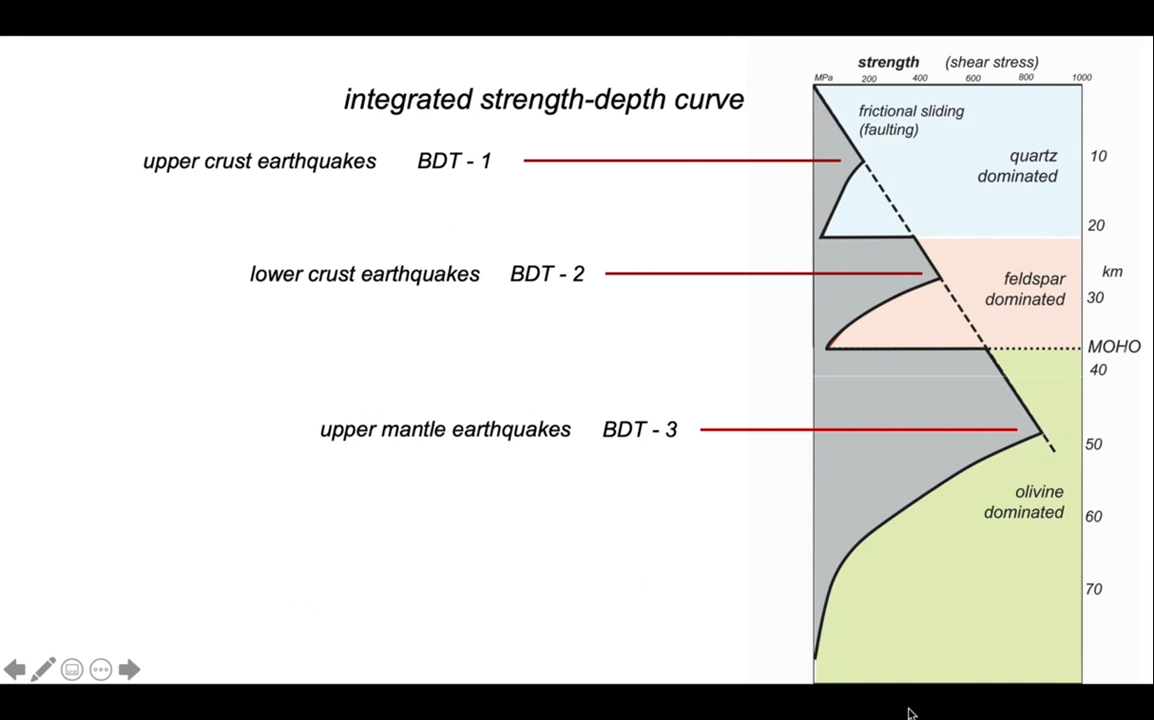 strength (shear stress)
MPa 200 400 600 800 1000
integrated strength-depth curve
frictional sliding
(faulting)
upper crust earthquakes BDT - 1
quartz
dominated
10
20
lower crust earthquakes BDT - 2
km
feldspar
dominated
30
MOHO
40
upper mantle earthquakes BDT - 3
50
olivine
dominated
60
70